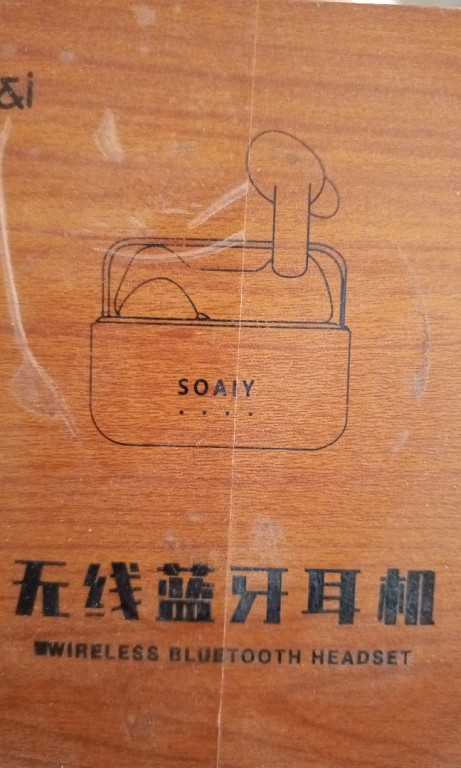 &i
SOAIY
无线蓝牙耳机
WIRELESS BLUETOOTH HEADSET